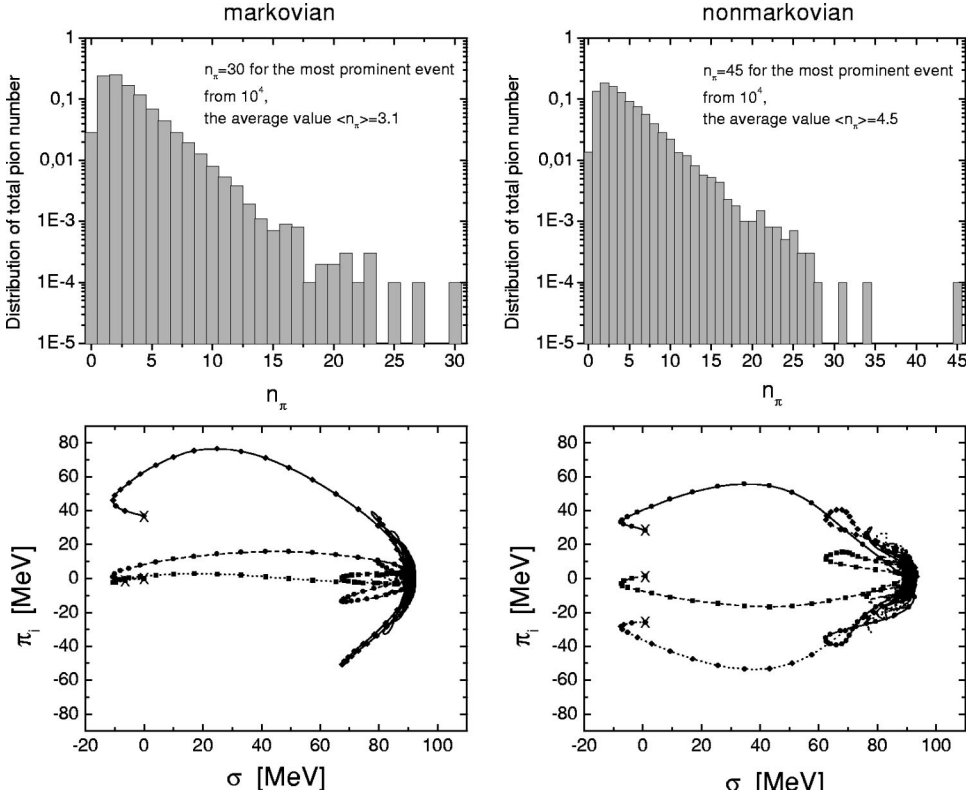 markovian
nonmarkovian
Distribution of total pion number
1
0,1
0,01
1E-3
1E-4
1E-5
n_π=30 for the most prominent event
from 10⁴,
the average value <n_π>=3.1
0 5 10 15 20 25 30
n_π
Distribution of total pion number
1
0,1
0,01
1E-3
1E-4
1E-5
n_π=45 for the most prominent event
from 10⁴,
the average value <n_π>=4.5
0 5 10 15 20 25 30 35 40 45
n_π
π_i [MeV]
80
60
40
20
0
-20
-40
-60
-80
-20 0 20 40 60 80 100
σ [MeV]
π_i [MeV]
80
60
40
20
0
-20
-40
-60
-80
-20 0 20 40 60 80 100
σ [MeV]